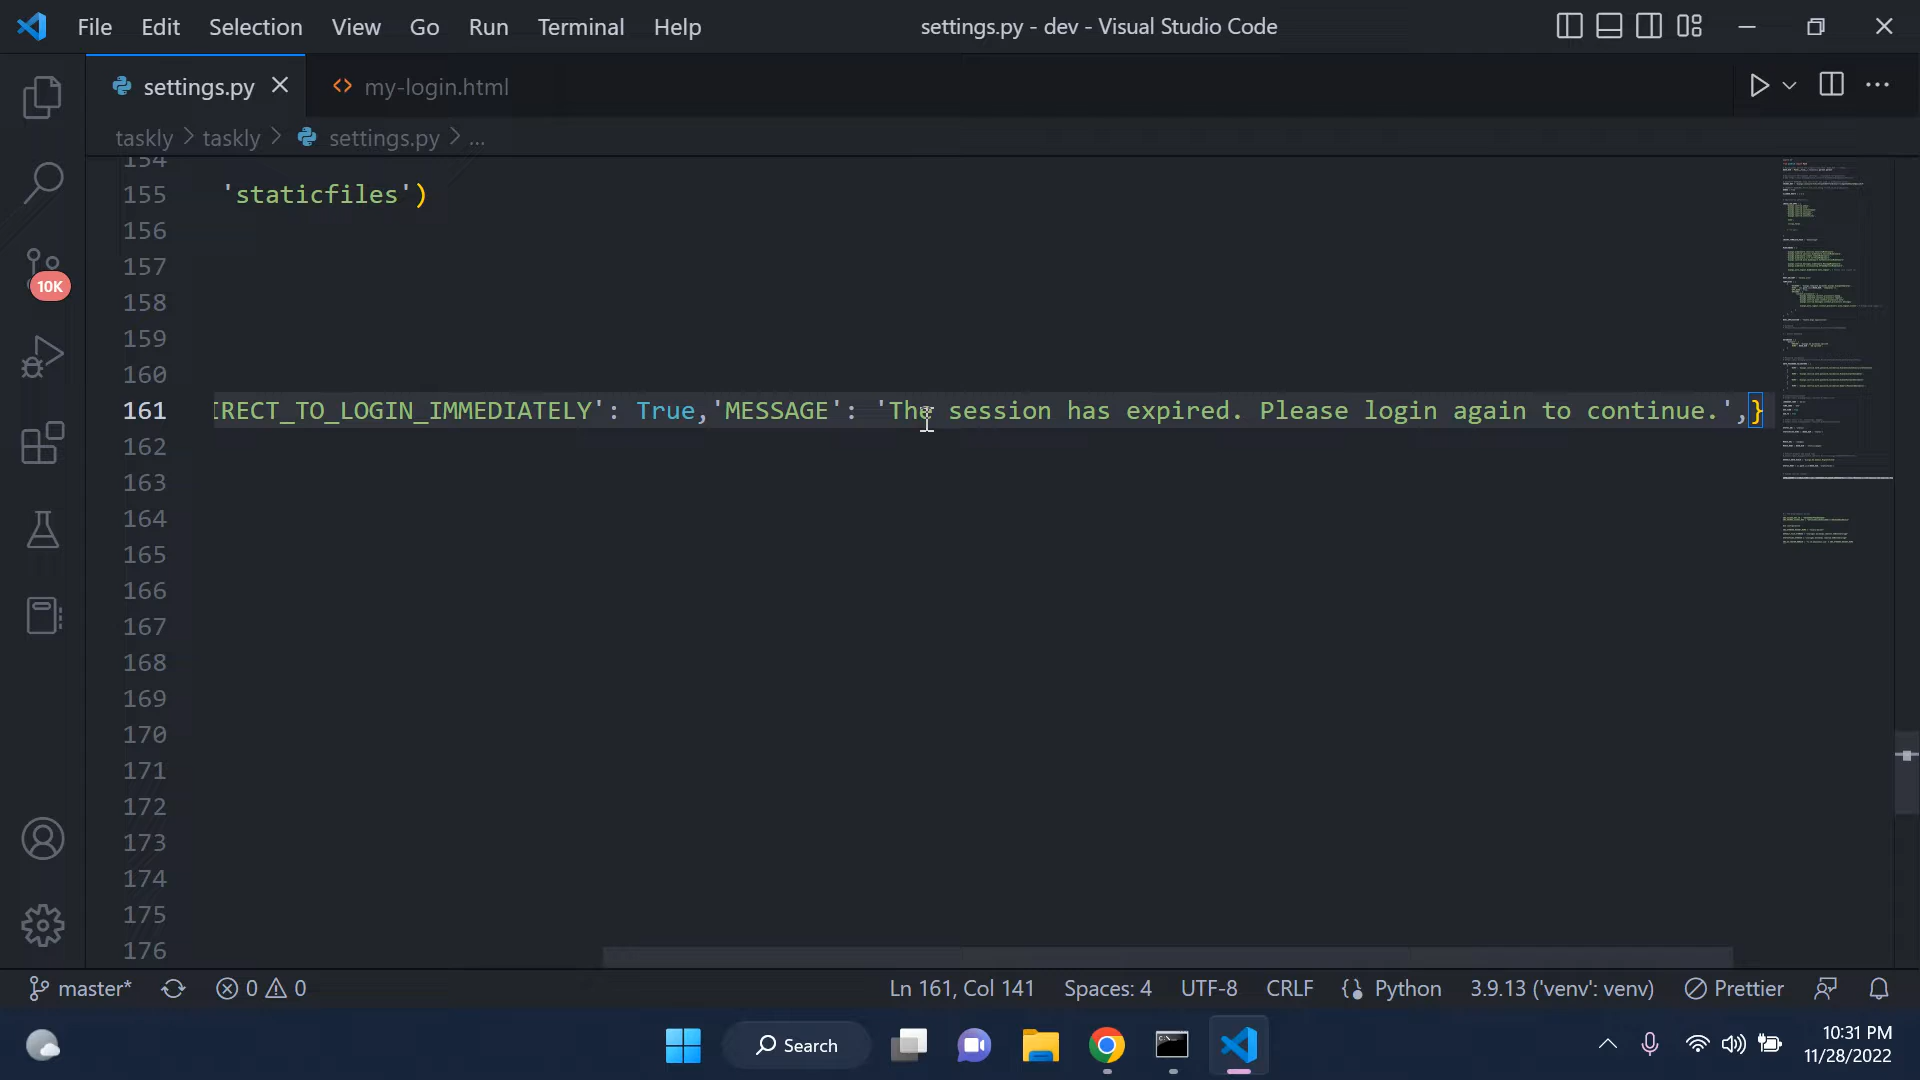 File Edit Selection View Go Run Terminal Help
settings.py - dev - Visual Studio Code
settings.py
my-login.html
taskly > taskly > settings.py > ...
154
155 'staticfiles')
156
157
158
159
160
161 IRECT_TO_LOGIN_IMMEDIATELY': True,'MESSAGE': 'The session has expired. Please login again to continue.',}
162
163
164
165
166
167
168
169
170
171
172
173
174
175
176
10K
master* 0 0 Ln 161, Col 141 Spaces: 4 UTF-8 CRLF Python 3.9.13 ('venv': venv) Prettier
Search
10:31 PM
11/28/2022